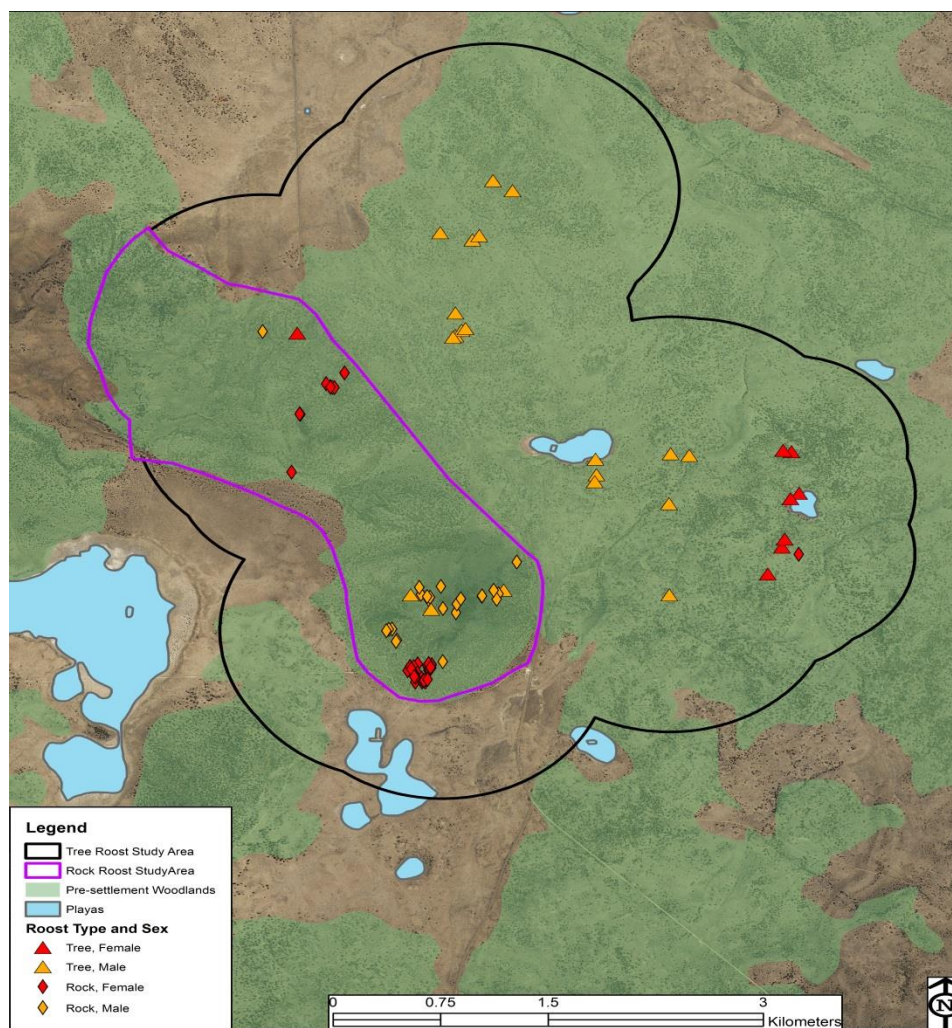 Legend
Tree Roost Study Area
Rock Roost StudyArea
Pre-settlement Woodlands
Playas
Roost Type and Sex
Tree, Female
Tree, Male
Rock, Female
Rock, Male
0 0.75 1.5 3
Kilometers
N